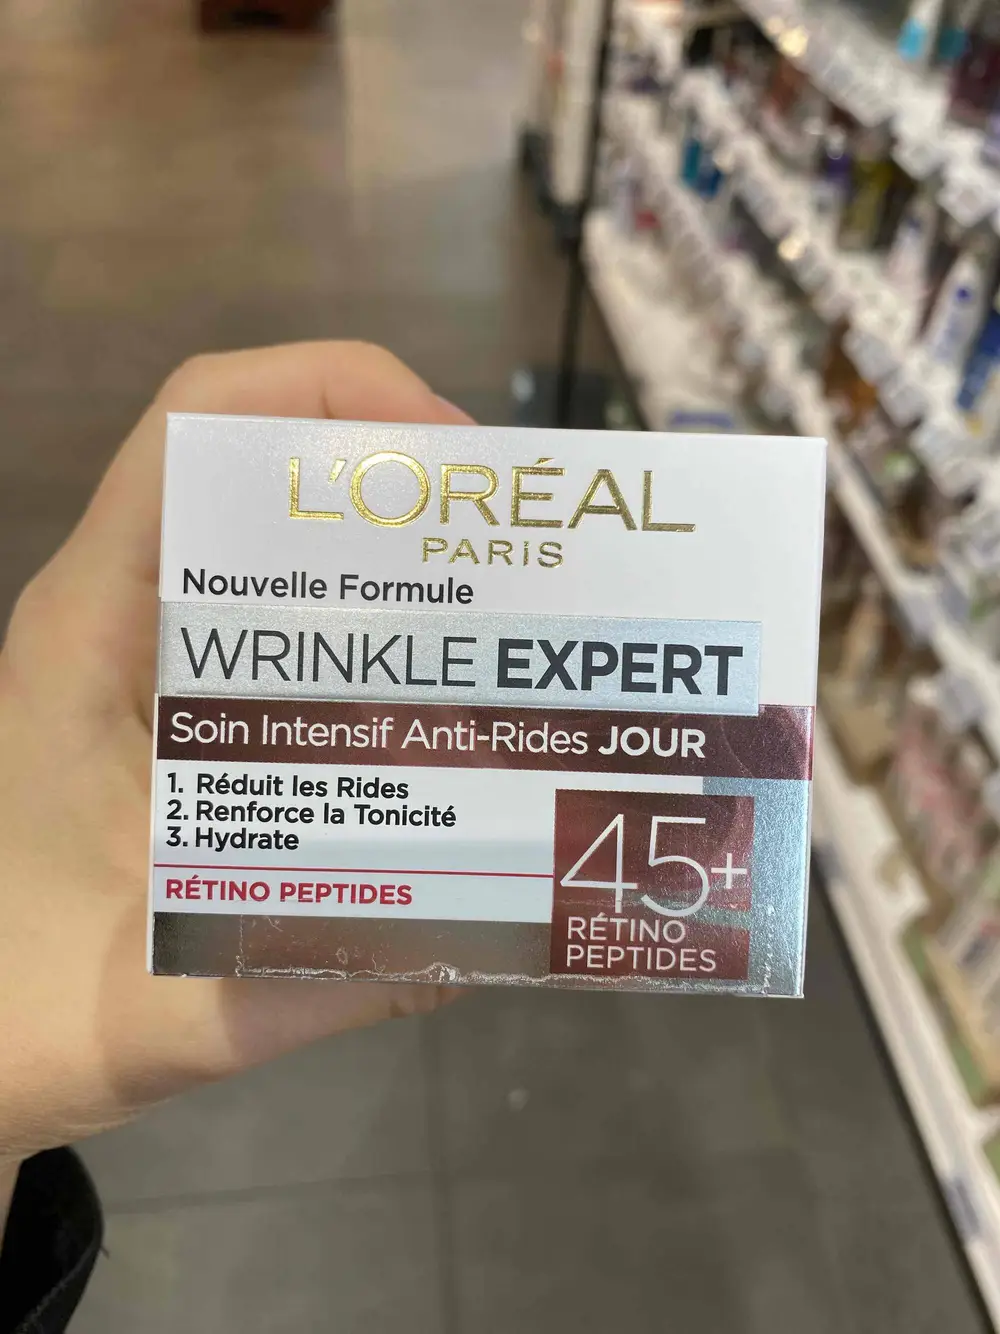 L'ORÉAL
PARiS
Nouvelle Formule
WRINKLE EXPERT
Soin Intensif Anti-Rides JOUR
1. Réduit les Rides
2. Renforce la Tonicité
3. Hydrate
RÉTINO PEPTIDES
45+
RÉTINO
PEPTIDES